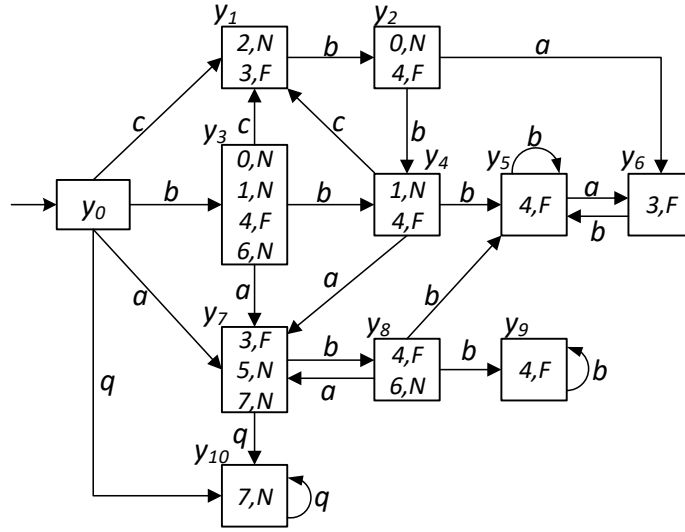 y1
y2
2,N
3,F
b
0,N
4,F
a
c
y3
c
c
b
y4
y5
b
y6
0,N
1,N
4,F
6,N
y0
b
b
1,N
4,F
b
4,F
a
b
3,F
a
a
a
b
y7
y8
y9
3,F
5,N
7,N
b
a
4,F
6,N
b
4,F
b
q
q
y10
7,N
q